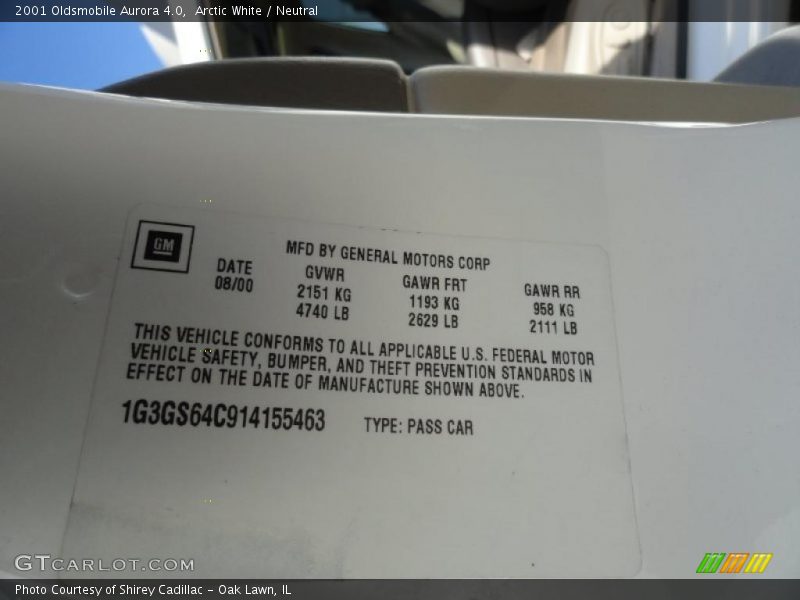 2001 Oldsmobile Aurora 4.0, Arctic White / Neutral
GM
MFD BY GENERAL MOTORS CORP
DATE GVWR GAWR FRT GAWR RR
08/00 2151 KG 1193 KG 958 KG
4740 LB 2629 LB 2111 LB
THIS VEHICLE CONFORMS TO ALL APPLICABLE U.S. FEDERAL MOTOR
VEHICLE SAFETY, BUMPER, AND THEFT PREVENTION STANDARDS IN
EFFECT ON THE DATE OF MANUFACTURE SHOWN ABOVE.
1G3GS64C914155463 TYPE: PASS CAR
GTCARLOT.COM
Photo Courtesy of Shirey Cadillac - Oak Lawn, IL